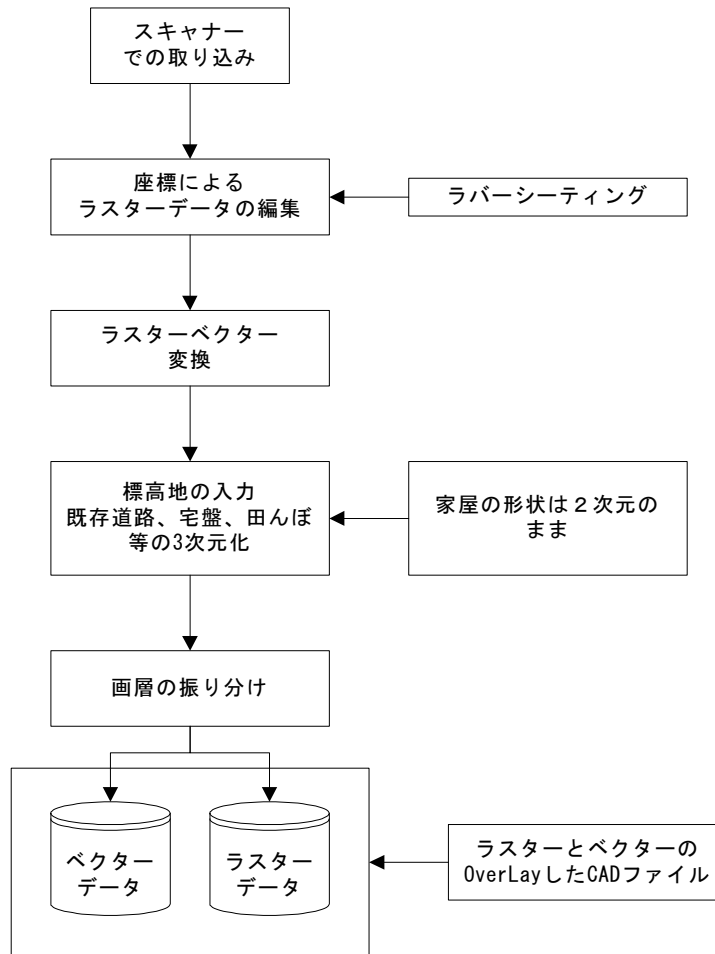 スキャナー
での取り込み
座標による
ラスターデータの編集
ラバーシーティング
ラスターベクター
変換
標高地の入力
既存道路、宅盤、田んぼ
等の3次元化
家屋の形状は２次元の
まま
画層の振り分け
ベクター
データ
ラスター
データ
ラスターとベクターの
OverLayしたCADファイル